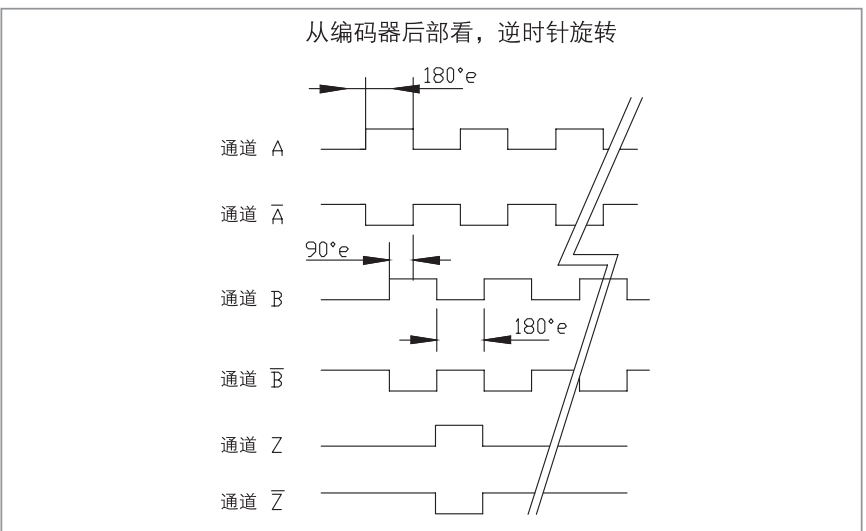 从编码器后部看，逆时针旋转
180°e
通道 A
通道 A̅
90°e
通道 B
180°e
通道 B̅
通道 Z
通道 Z̅